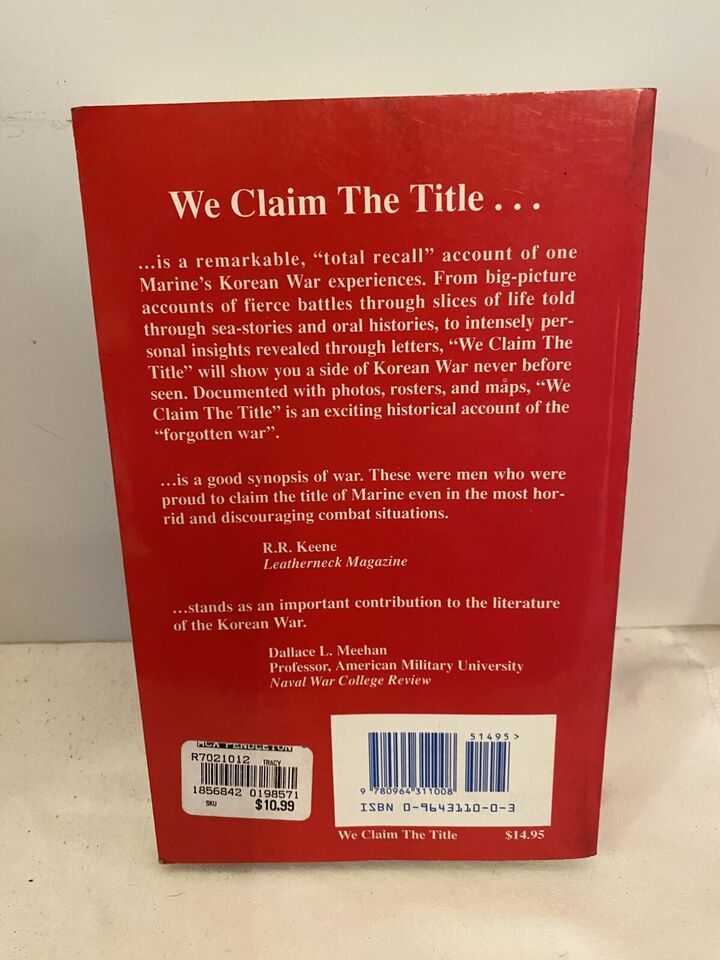 We Claim The Title . . .
...is a remarkable, “total recall” account of one
Marine's Korean War experiences. From big-picture
accounts of fierce battles through slices of life told
through sea-stories and oral histories, to intensely per-
sonal insights revealed through letters, “We Claim The
Title” will show you a side of Korean War never before
seen. Documented with photos, rosters, and måps, “We
Claim The Title” is an exciting historical account of the
“forgotten war”.
...is a good synopsis of war. These were men who were
proud to claim the title of Marine even in the most hor-
rid and discouraging combat situations.
R.R. Keene
Leatherneck Magazine
...stands as an important contribution to the literature
of the Korean War.
Dallace L. Meehan
Professor, American Military University
Naval War College Review
MCX PENDLETON
R7021012 TRACY
1856842 0198571
SKU $10.99
51495>
9 780964 311008
ISBN 0-9643110-0-3
We Claim The Title $14.95